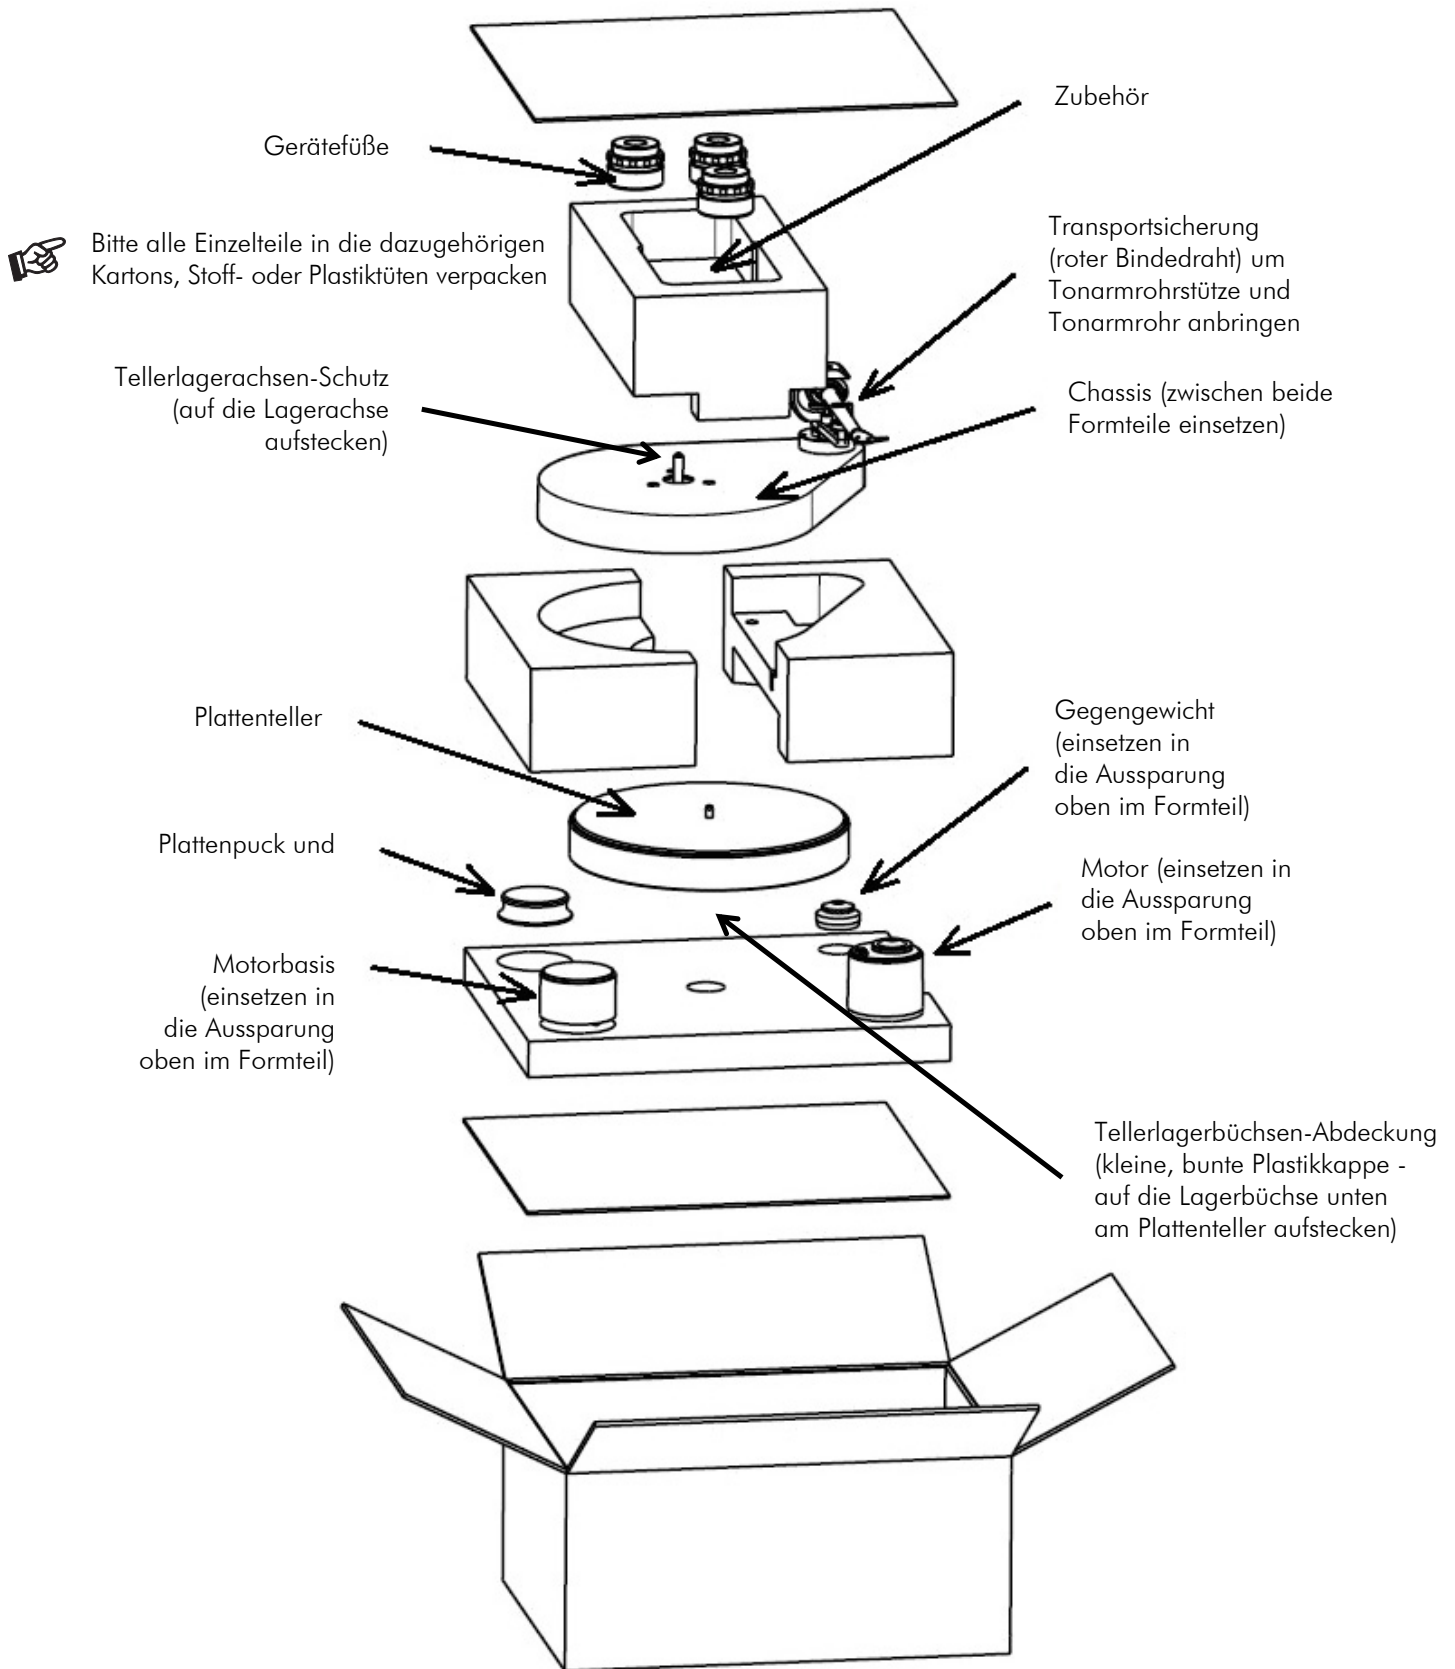 Zubehör
Gerätefüße
Transportsicherung
(roter Bindedraht) um
Tonarmrohrstütze und
Tonarmrohr anbringen
Bitte alle Einzelteile in die dazugehörigen
Kartons, Stoff- oder Plastiktüten verpacken
Tellerlagerachsen-Schutz
(auf die Lagerachse
aufstecken)
Chassis (zwischen beide
Formteile einsetzen)
Plattenteller
Gegengewicht
(einsetzen in
die Aussparung
oben im Formteil)
Plattenpuck und
Motor (einsetzen in
die Aussparung
oben im Formteil)
Motorbasis
(einsetzen in
die Aussparung
oben im Formteil)
Tellerlagerbüchsen-Abdeckung
(kleine, bunte Plastikkappe -
auf die Lagerbüchse unten
am Plattenteller aufstecken)